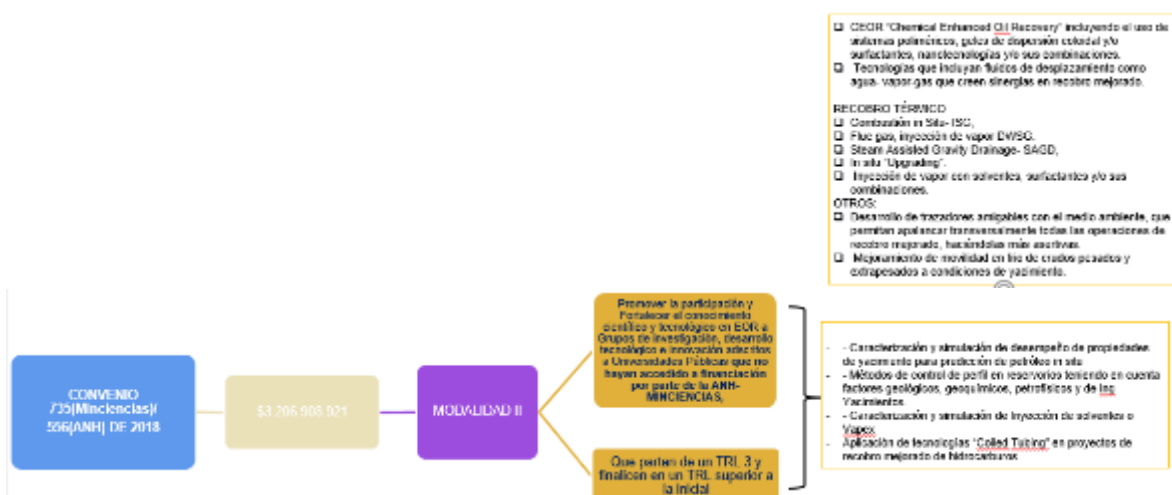 ❑ CEOR "Chemical Enhanced Oil Recovery" incluyendo el uso de
sistemas poliméricos, geles de dispersión coloidal y/o
surfactantes, nanotecnologías y/o sus combinaciones.
❑ Tecnologías que incluyan fluidos de desplazamiento como
agua- vapor-gas que creen sinergias en recobro mejorado.
RECOBRO TÉRMICO
❑ Combustión in Situ- ISC,
❑ Flue gas, inyección de vapor DWSG.
❑ Steam Assisted Gravity Drainage- SAGD,
❑ In situ "Upgrading".
❑ Inyección de vapor con solventes, surfactantes y/o sus
combinaciones.
OTROS:
❑ Desarrollo de trazadores amigables con el medio ambiente, que
permitan apalancar transversalmente todas las operaciones de
recobro mejorado, haciéndolas más asertivas.
❑ Mejoramiento de movilidad en frio de crudos pesados y
extrapesados a condiciones de yacimiento.
CONVENIO
735(Minciencias)/
556(ANH) DE 2018
$3.206.908.921
MODALIDAD II
Promover la participación y
Fortalecer el conocimiento
científico y tecnológico en EOR a
Grupos de investigación, desarrollo
tecnológico e innovación adscritos
a Universidades Públicas que no
hayan accedido a financiación
por parte de la ANH-
MINCIENCIAS,
Que parten de un TRL 3 y
finalicen en un TRL superior a
la inicial
- - Caracterización y simulación de desempeño de propiedades
de yacimiento para predicción de petróleo in situ
- - Métodos de control de perfil en reservorios teniendo en cuenta
factores geológicos, geoquímicos, petrofísicos y de Ing
Yacimientos.
- - Caracterización y simulación de Inyección de solventes o
Vapex
- Aplicación de tecnologías "Coiled Tubing" en proyectos de
recobro mejorado de hidrocarburos